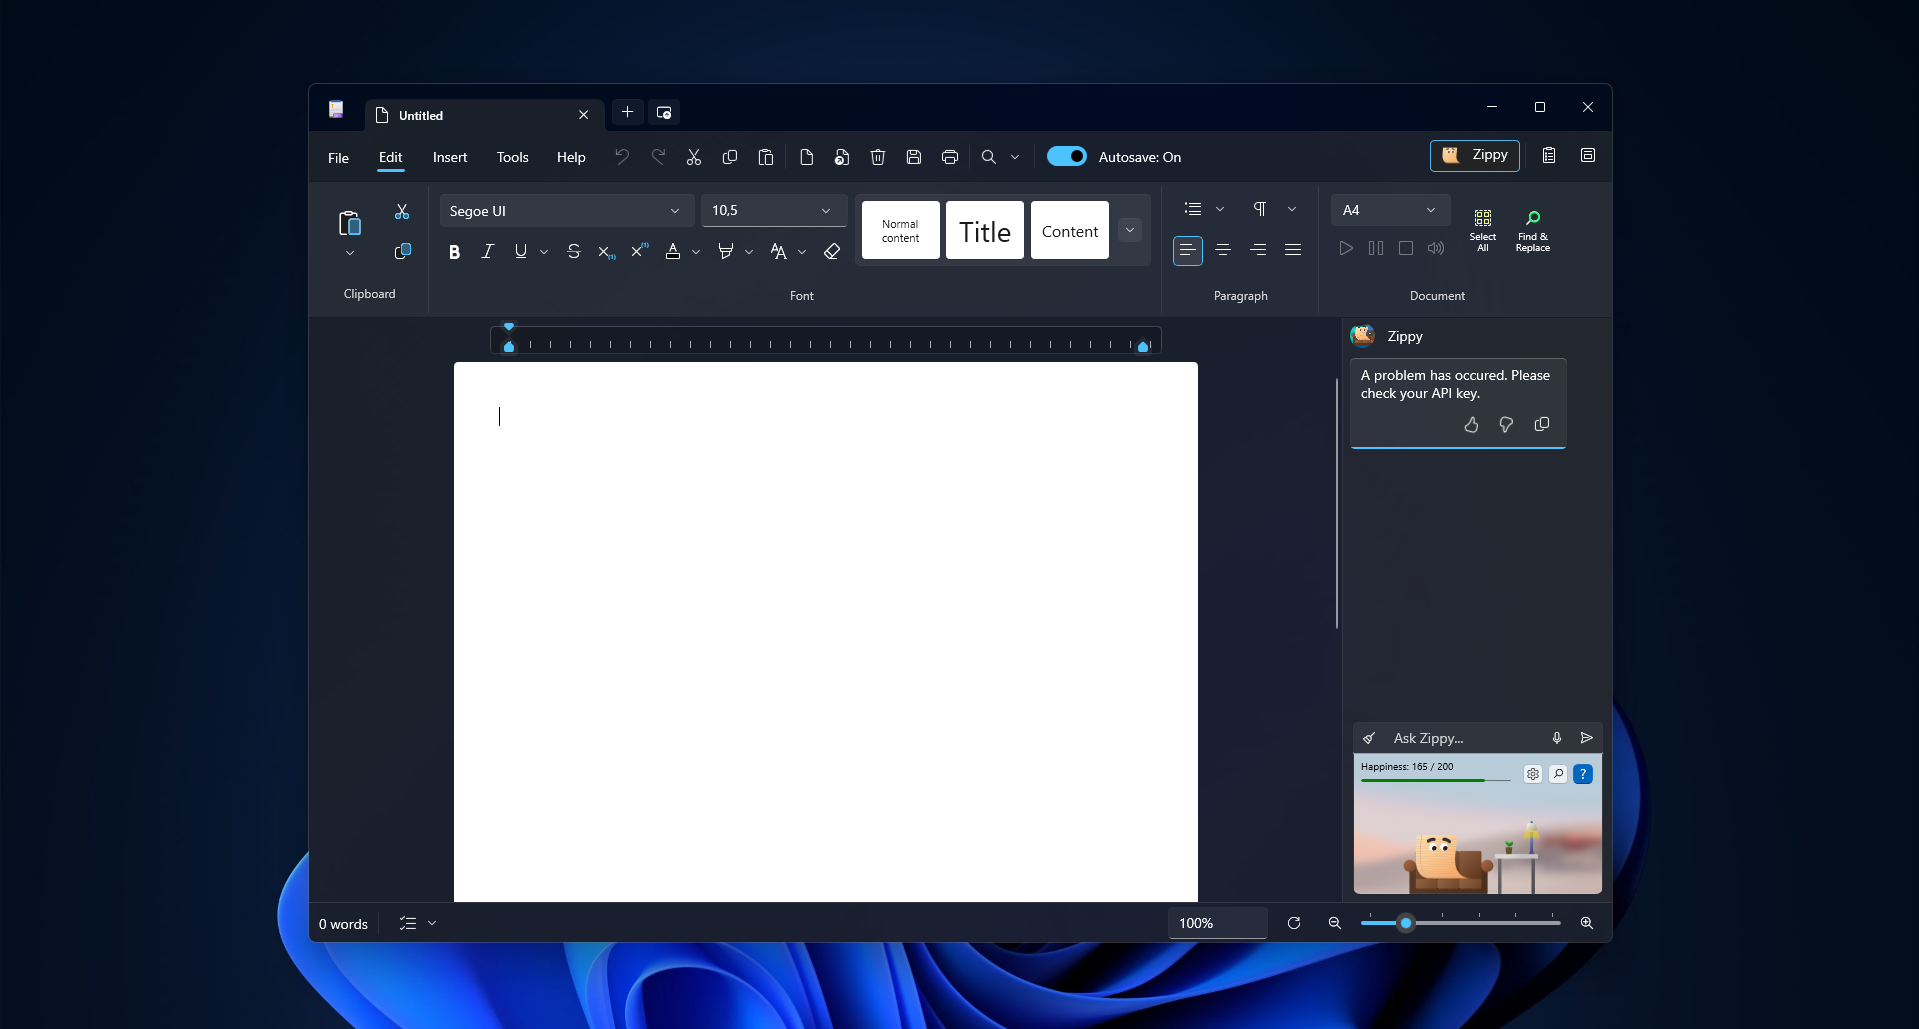 Untitled
File Edit Insert Tools Help Autosave: On Zippy
Segoe UI 10,5 Normal content Title Content A4 Select All Find & Replace
Clipboard Font Paragraph Document
Zippy
A problem has occured. Please
check your API key.
Ask Zippy...
Happiness: 165 / 200
0 words 100%